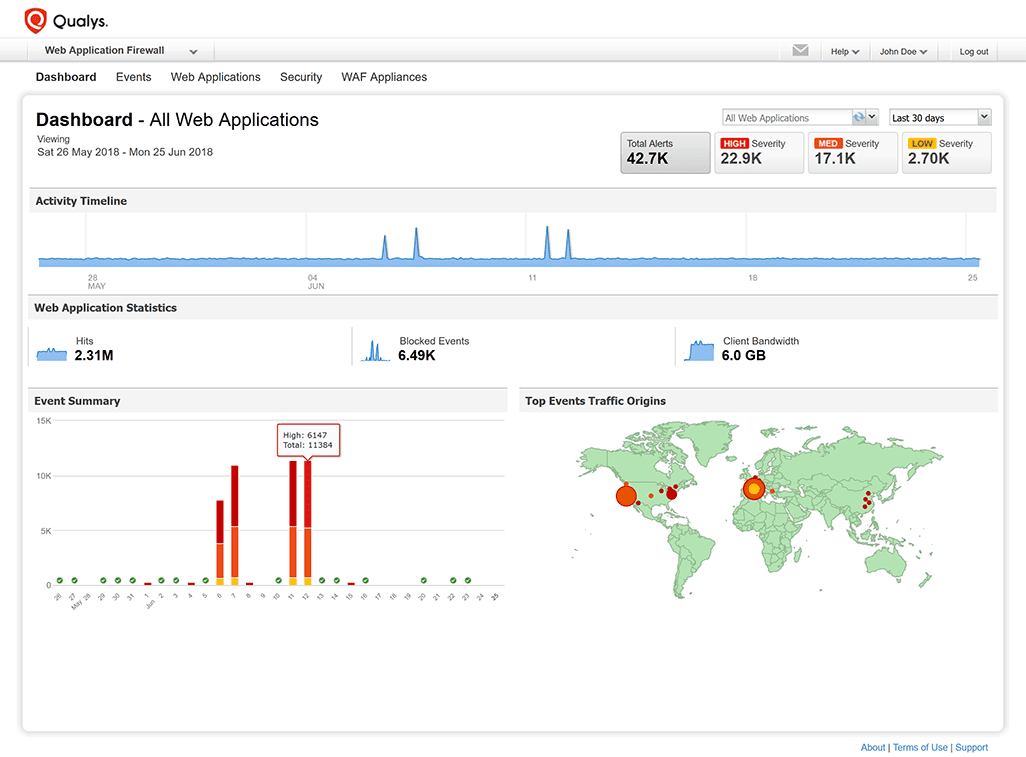 Qualys.
Web Application Firewall
Help
John Doe
Log out
Dashboard Events Web Applications Security WAF Appliances
Dashboard - All Web Applications
Viewing
Sat 26 May 2018 - Mon 25 Jun 2018
All Web Applications
Last 30 days
Total Alerts
42.7K
HIGH Severity
22.9K
MED Severity
17.1K
LOW Severity
2.70K
Activity Timeline
28 04 11 18 25
MAY JUN
Web Application Statistics
Hits
2.31M
Blocked Events
6.49K
Client Bandwidth
6.0 GB
Event Summary
15K
10K
5K
0
High: 6147
Total: 11384
26 27 May 28 29 30 31 1 Jun 2 3 4 5 6 7 8 9 10 11 12 13 14 15 16 17 18 19 20 21 22 23 24 25
Top Events Traffic Origins
About | Terms of Use | Support